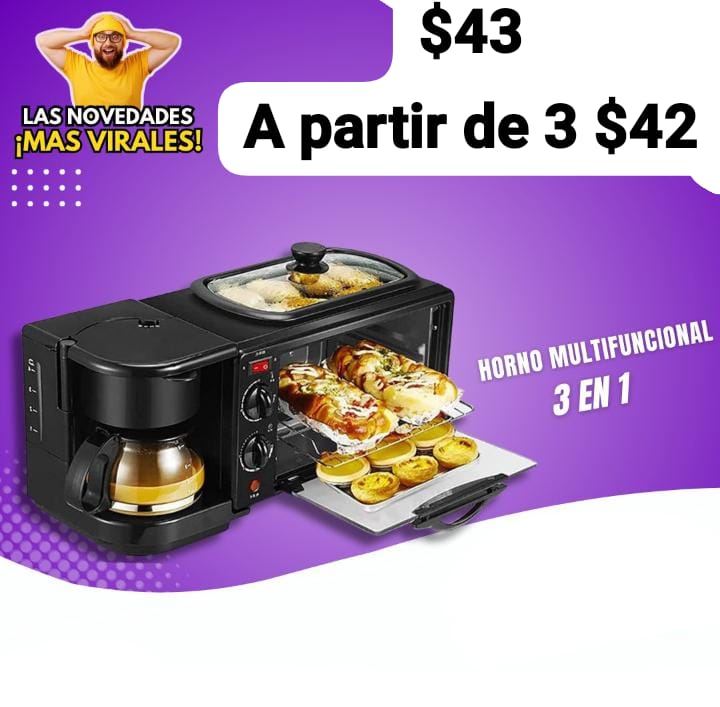 $43
LAS NOVEDADES
¡MAS VIRALES!
A partir de 3 $42
HORNO MULTIFUNCIONAL
3 EN 1